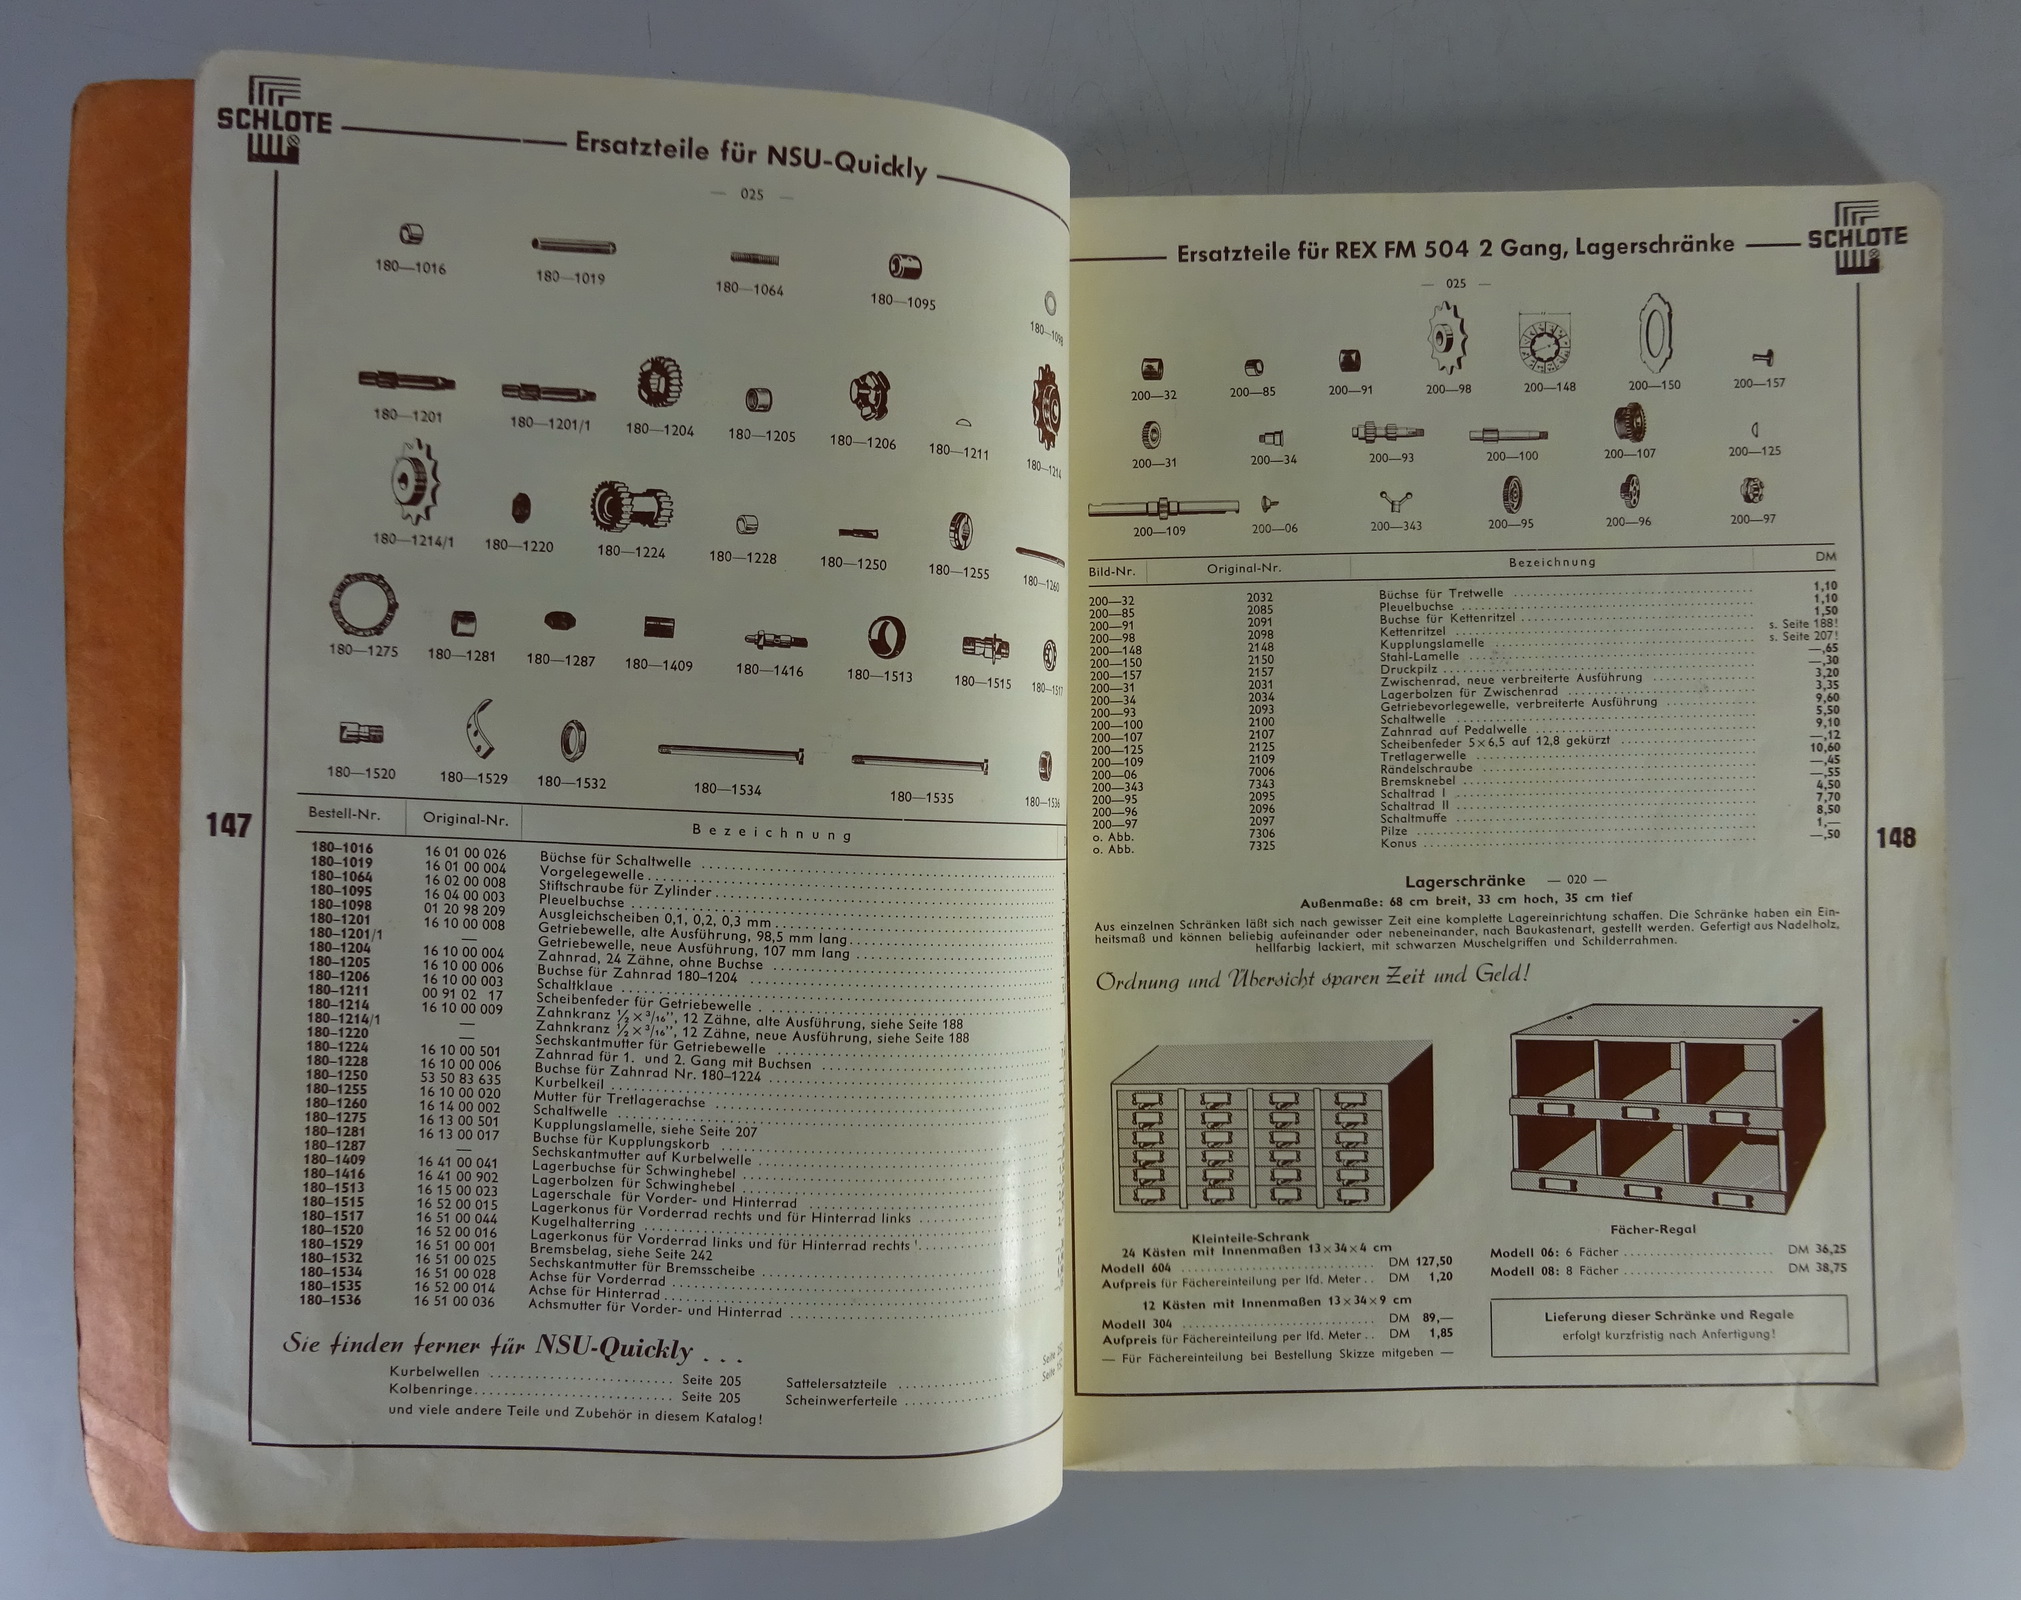 SCHLOTE
Ersatzteile für NSU-Quickly
— 025 —
180—1016 180—1019 180—1064 180—1095 180—1098
180—1201 180—1201/1 180—1204 180—1205 180—1206 180—1211 180—1214
180—1214/1 180—1220 180—1224 180—1228 180—1250 180—1255 180—1260
180—1275 180—1281 180—1287 180—1409 180—1416 180—1513 180—1515 180—1517
180—1520 180—1529 180—1532 180—1534 180—1535 180—1536
147
Bestell-Nr. Original-Nr. Bezeichnung
180–1016 16 01 00 026 Büchse für Schaltwelle
180–1019 16 01 00 004 Vorgelegewelle
180–1064 16 02 00 008 Stiftschraube für Zylinder
180–1095 16 04 00 003 Pleuelbuchse
180–1098 01 20 98 209 Ausgleichscheiben 0,1, 0,2, 0,3 mm
180–1201 16 10 00 008 Getriebewelle, alte Ausführung, 98,5 mm lang
180–1201/1 — Getriebewelle, neue Ausführung, 107 mm lang
180–1204 16 10 00 004 Zahnrad, 24 Zähne, ohne Buchse
180–1205 16 10 00 006 Buchse für Zahnrad 180–1204
180–1206 16 10 00 003 Schaltklaue
180–1211 00 91 02 17 Scheibenfeder für Getriebewelle
180–1214 16 10 00 009 Zahnkranz ½ × ³/₁₆", 12 Zähne, alte Ausführung, siehe Seite 188
180–1214/1 — Zahnkranz ½ × ³/₁₆", 12 Zähne, neue Ausführung, siehe Seite 188
180–1220 — Sechskantmutter für Getriebewelle
180–1224 16 10 00 501 Zahnrad für 1. und 2. Gang mit Buchsen
180–1228 16 10 00 006 Buchse für Zahnrad Nr. 180–1224
180–1250 53 50 83 635 Kurbelkeil
180–1255 16 10 00 020 Mutter für Tretlagerachse
180–1260 16 14 00 002 Schaltwelle
180–1275 16 13 00 501 Kupplungslamelle, siehe Seite 207
180–1281 16 13 00 017 Buchse für Kupplungskorb
180–1287 — Sechskantmutter auf Kurbelwelle
180–1409 16 41 00 041 Lagerbuchse für Schwinghebel
180–1416 16 41 00 902 Lagerbolzen für Schwinghebel
180–1513 16 15 00 023 Lagerschale für Vorder- und Hinterrad
180–1515 16 52 00 015 Lagerkonus für Vorderrad rechts und für Hinterrad links
180–1517 16 51 00 044 Kugelhalterring
180–1520 16 52 00 016 Lagerkonus für Vorderrad links und für Hinterrad rechts
180–1529 16 51 00 001 Bremsbelag, siehe Seite 242
180–1532 16 51 00 025 Sechskantmutter für Bremsscheibe
180–1534 16 51 00 028 Achse für Vorderrad
180–1535 16 52 00 014 Achse für Hinterrad
180–1536 16 51 00 036 Achsmutter für Vorder- und Hinterrad
Sie finden ferner für NSU-Quickly . . .
Kurbelwellen Seite 205 Sattelersatzteile
Kolbenringe Seite 205 Scheinwerferteile
und viele andere Teile und Zubehör in diesem Katalog!
Ersatzteile für REX FM 504 2 Gang, Lagerschränke
SCHLOTE
— 025 —
200—32 200—85 200—91 200—98 200—148 200—150 200—157
200—31 200—34 200—93 200—100 200—107 200—125
200—109 200—06 200—343 200—95 200—96 200—97
Bild-Nr. Original-Nr. Bezeichnung DM
200—32 2032 Büchse für Tretwelle 1,10
200—85 2085 Pleuelbuchse 1,10
200—91 2091 Buchse für Kettenritzel 1,50
200—98 2098 Kettenritzel s. Seite 188!
200—148 2148 Kupplungslamelle s. Seite 207!
200—150 2150 Stahl-Lamelle —,65
200—157 2157 Druckpilz —,30
200—31 2031 Zwischenrad, neue verbreiterte Ausführung 3,20
200—34 2034 Lagerbolzen für Zwischenrad 3,35
200—93 2093 Getriebevorlegewelle, verbreiterte Ausführung 9,60
200—100 2100 Schaltwelle 5,50
200—107 2107 Zahnrad auf Pedalwelle 9,10
200—125 2125 Scheibenfeder 5×6,5 auf 12,8 gekürzt —,12
200—109 2109 Tretlagerwelle 10,60
200—06 7006 Rändelschraube —,45
200—343 7343 Bremsknebel —,55
200—95 2095 Schaltrad I 4,50
200—96 2096 Schaltrad II 7,70
200—97 2097 Schaltmuffe 8,50
o. Abb. 7306 Pilze 1,—
o. Abb. 7325 Konus —,50
148
Lagerschränke — 020 —
Außenmaße: 68 cm breit, 33 cm hoch, 35 cm tief
Aus einzelnen Schränken läßt sich nach gewisser Zeit eine komplette Lagereinrichtung schaffen. Die Schränke haben ein Ein-
heitsmaß und können beliebig aufeinander oder nebeneinander, nach Baukastenart, gestellt werden. Gefertigt aus Nadelholz,
hellfarbig lackiert, mit schwarzen Muschelgriffen und Schilderrahmen.
Ordnung und Übersicht sparen Zeit und Geld!
Kleinteile-Schrank
24 Kästen mit Innenmaßen 13×34×4 cm
Modell 604 DM 127,50
Aufpreis für Fächereinteilung per lfd. Meter DM 1,20
12 Kästen mit Innenmaßen 13×34×9 cm
Modell 304 DM 89,—
Aufpreis für Fächereinteilung per lfd. Meter DM 1,85
— Für Fächereinteilung bei Bestellung Skizze mitgeben —
Fächer-Regal
Modell 06: 6 Fächer DM 36,25
Modell 08: 8 Fächer DM 38,75
Lieferung dieser Schränke und Regale
erfolgt kurzfristig nach Anfertigung!